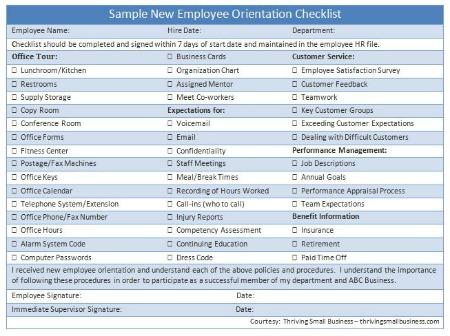 Sample New Employee Orientation Checklist
Employee Name: Hire Date: Department:
Checklist should be completed and signed within 7 days of start date and maintained in the employee HR file.
Office Tour: ☐ Business Cards Customer Service:
☐ Lunchroom/Kitchen ☐ Organization Chart ☐ Employee Satisfaction Survey
☐ Restrooms ☐ Assigned Mentor ☐ Customer Feedback
☐ Supply Storage ☐ Meet Co-workers ☐ Teamwork
☐ Copy Room Expectations for: ☐ Key Customer Groups
☐ Conference Room ☐ Voicemail ☐ Exceeding Customer Expectations
☐ Office Forms ☐ Email ☐ Dealing with Difficult Customers
☐ Fitness Center ☐ Confidentiality Performance Management:
☐ Postage/Fax Machines ☐ Staff Meetings ☐ Job Descriptions
☐ Office Keys ☐ Meal/Break Times ☐ Annual Goals
☐ Office Calendar ☐ Recording of Hours Worked ☐ Performance Appraisal Process
☐ Telephone System/Extension ☐ Call-ins (who to call) ☐ Team Expectations
☐ Office Phone/Fax Number ☐ Injury Reports Benefit Information
☐ Office Hours ☐ Competency Assessment ☐ Insurance
☐ Alarm System Code ☐ Continuing Education ☐ Retirement
☐ Computer Passwords ☐ Dress Code ☐ Paid Time Off
I received new employee orientation and understand each of the above policies and procedures. I understand the importance
of following these procedures in order to participate as a successful member of my department and ABC Business.
Employee Signature: Date:
Immediate Supervisor Signature: Date:
Courtesy: Thriving Small Business – thrivingsmallbusiness.com